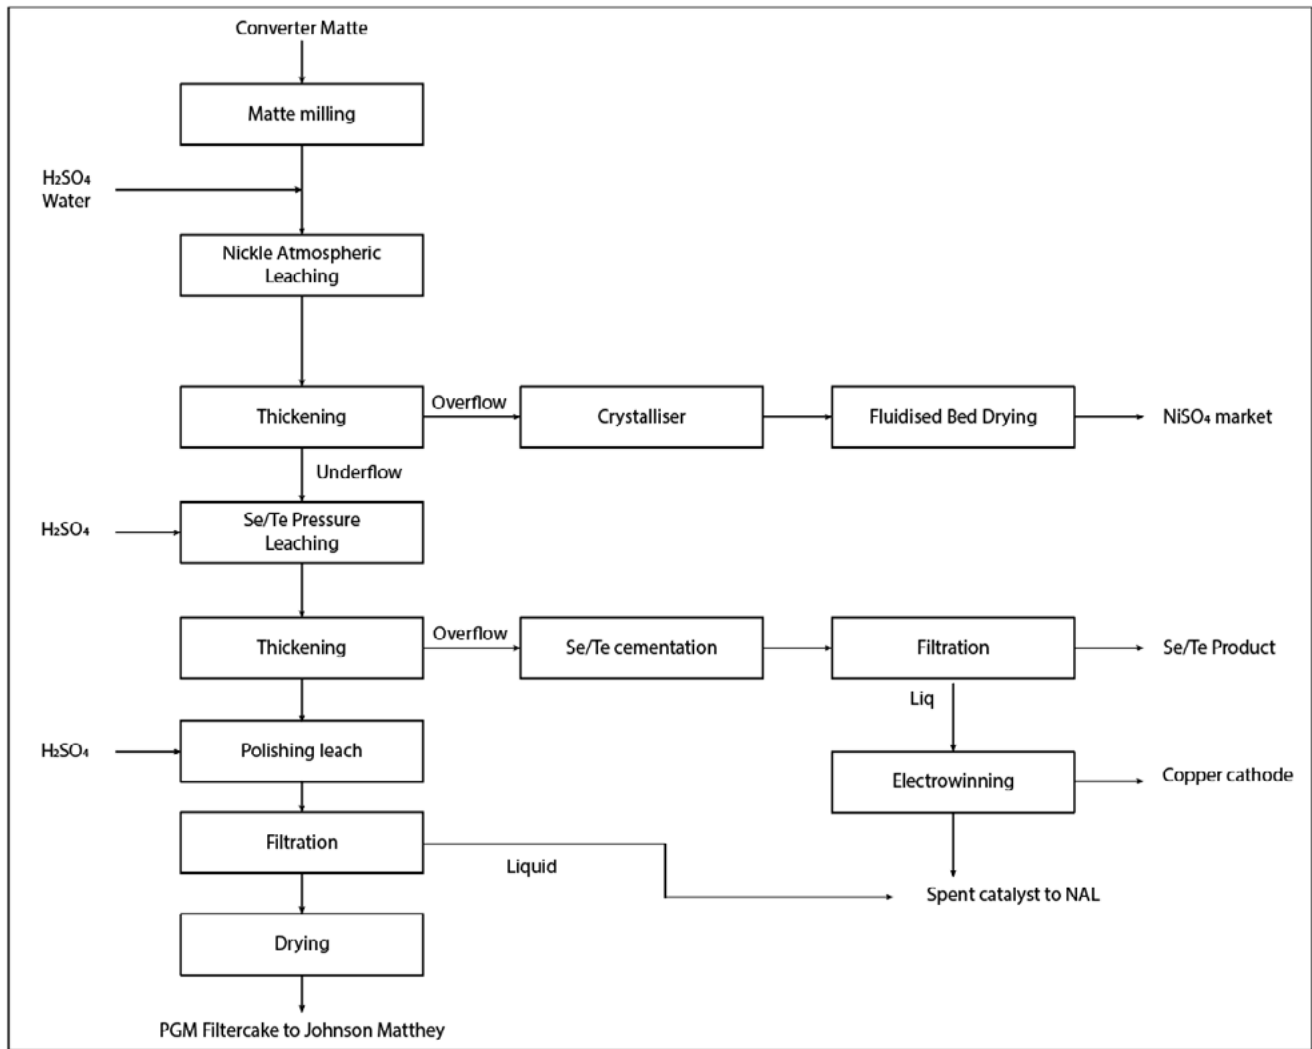 Converter Matte
Matte milling
H₂SO₄
Water
Nickle Atmospheric
Leaching
Thickening
Overflow
Crystalliser
Fluidised Bed Drying
NiSO₄ market
Underflow
H₂SO₄
Se/Te Pressure
Leaching
Thickening
Overflow
Se/Te cementation
Filtration
Se/Te Product
Liq
H₂SO₄
Polishing leach
Electrowinning
Copper cathode
Filtration
Liquid
Spent catalyst to NAL
Drying
PGM Filtercake to Johnson Matthey